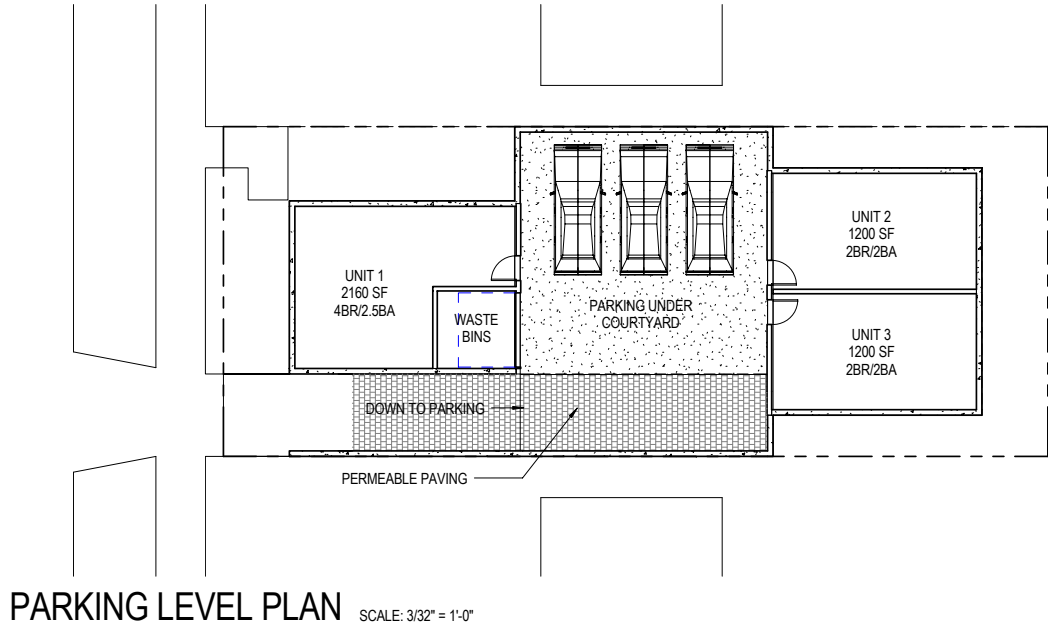 UNIT 2
1200 SF
2BR/2BA
UNIT 1
2160 SF
4BR/2.5BA
PARKING UNDER
COURTYARD
WASTE
BINS
UNIT 3
1200 SF
2BR/2BA
DOWN TO PARKING
PERMEABLE PAVING
PARKING LEVEL PLAN
SCALE: 3/32" = 1'-0"